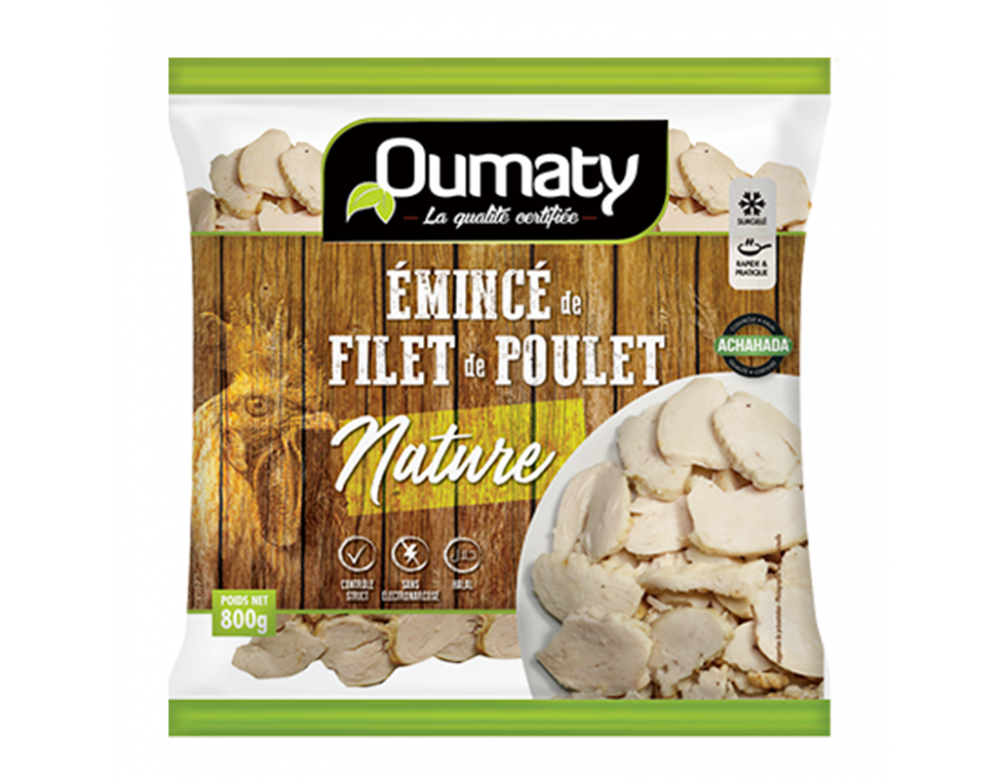 Oumaty
La qualité certifiée
SURGELÉ
RAPIDE &
PRATIQUE
ÉMINCÉ de
FILET de POULET
Nature
ACHAHADA
CONTRÔLE
STRICT
SANS
ÉLECTRONARCOSE
HALAL
حلال
POIDS NET
800g